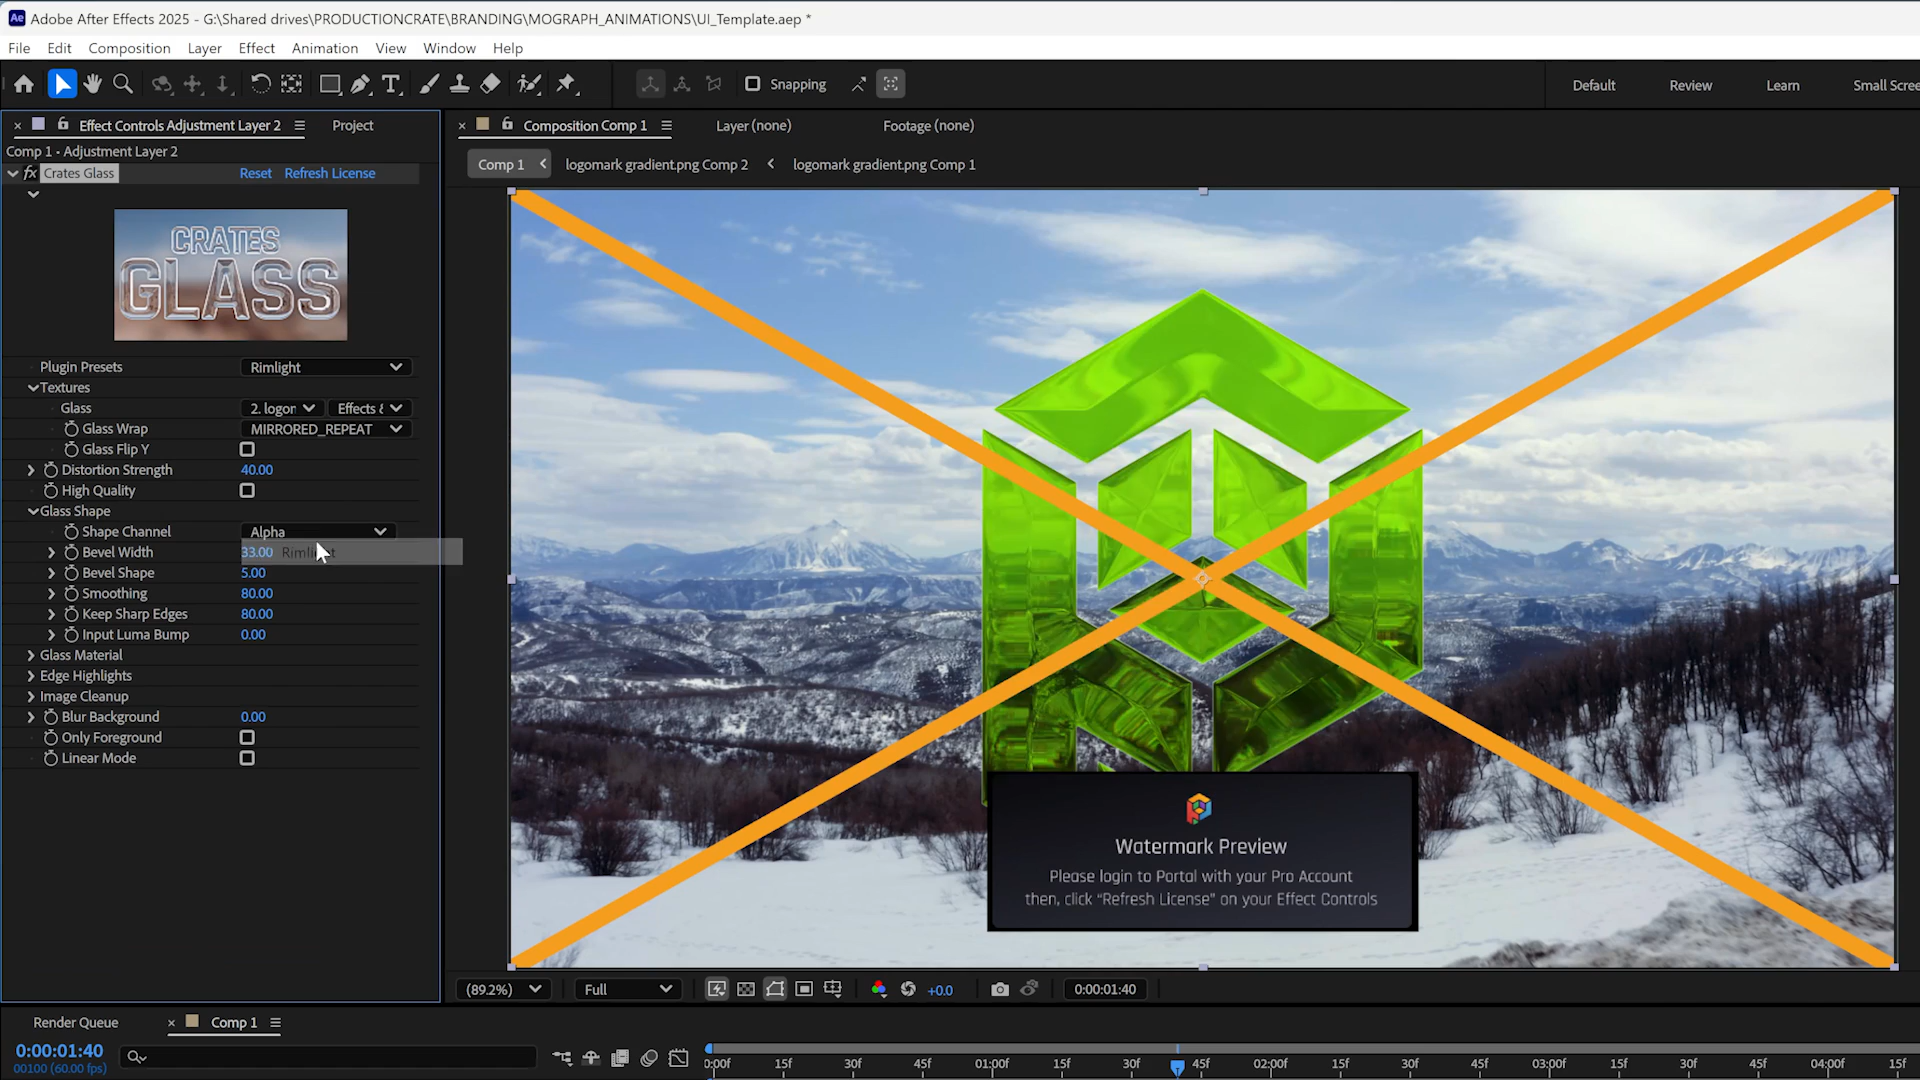 Ae Adobe After Effects 2025 - G:\Shared drives\PRODUCTIONCRATE\BRANDING\MOGRAPH_ANIMATIONS\UI_Template.aep *
File Edit Composition Layer Effect Animation View Window Help
Snapping Default Review Learn Small Scree
Effect Controls Adjustment Layer 2 Project
Composition Comp 1 Layer (none) Footage (none)
Comp 1 - Adjustment Layer 2
Comp 1 logomark gradient.png Comp 2 logomark gradient.png Comp 1
fx Crates Glass Reset Refresh License
CRATES
GLASS
Plugin Presets Rimlight
Textures
Glass 2. logor Effects &
Glass Wrap MIRRORED_REPEAT
Glass Flip Y
Distortion Strength 40.00
High Quality
Glass Shape
Shape Channel Alpha
Bevel Width 33.00 Rimlight
Bevel Shape 5.00
Smoothing 80.00
Keep Sharp Edges 80.00
Input Luma Bump 0.00
Glass Material
Edge Highlights
Image Cleanup
Blur Background 0.00
Only Foreground
Linear Mode
Watermark Preview
Please login to Portal with your Pro Account
then, click "Refresh License" on your Effect Controls
(89.2%) Full +0.0 0:00:01:40
Render Queue Comp 1
0:00:01:40
00100 (60.00 fps)
0:00f 15f 30f 45f 01:00f 15f 30f 45f 02:00f 15f 30f 45f 03:00f 15f 30f 45f 04:00f 15f